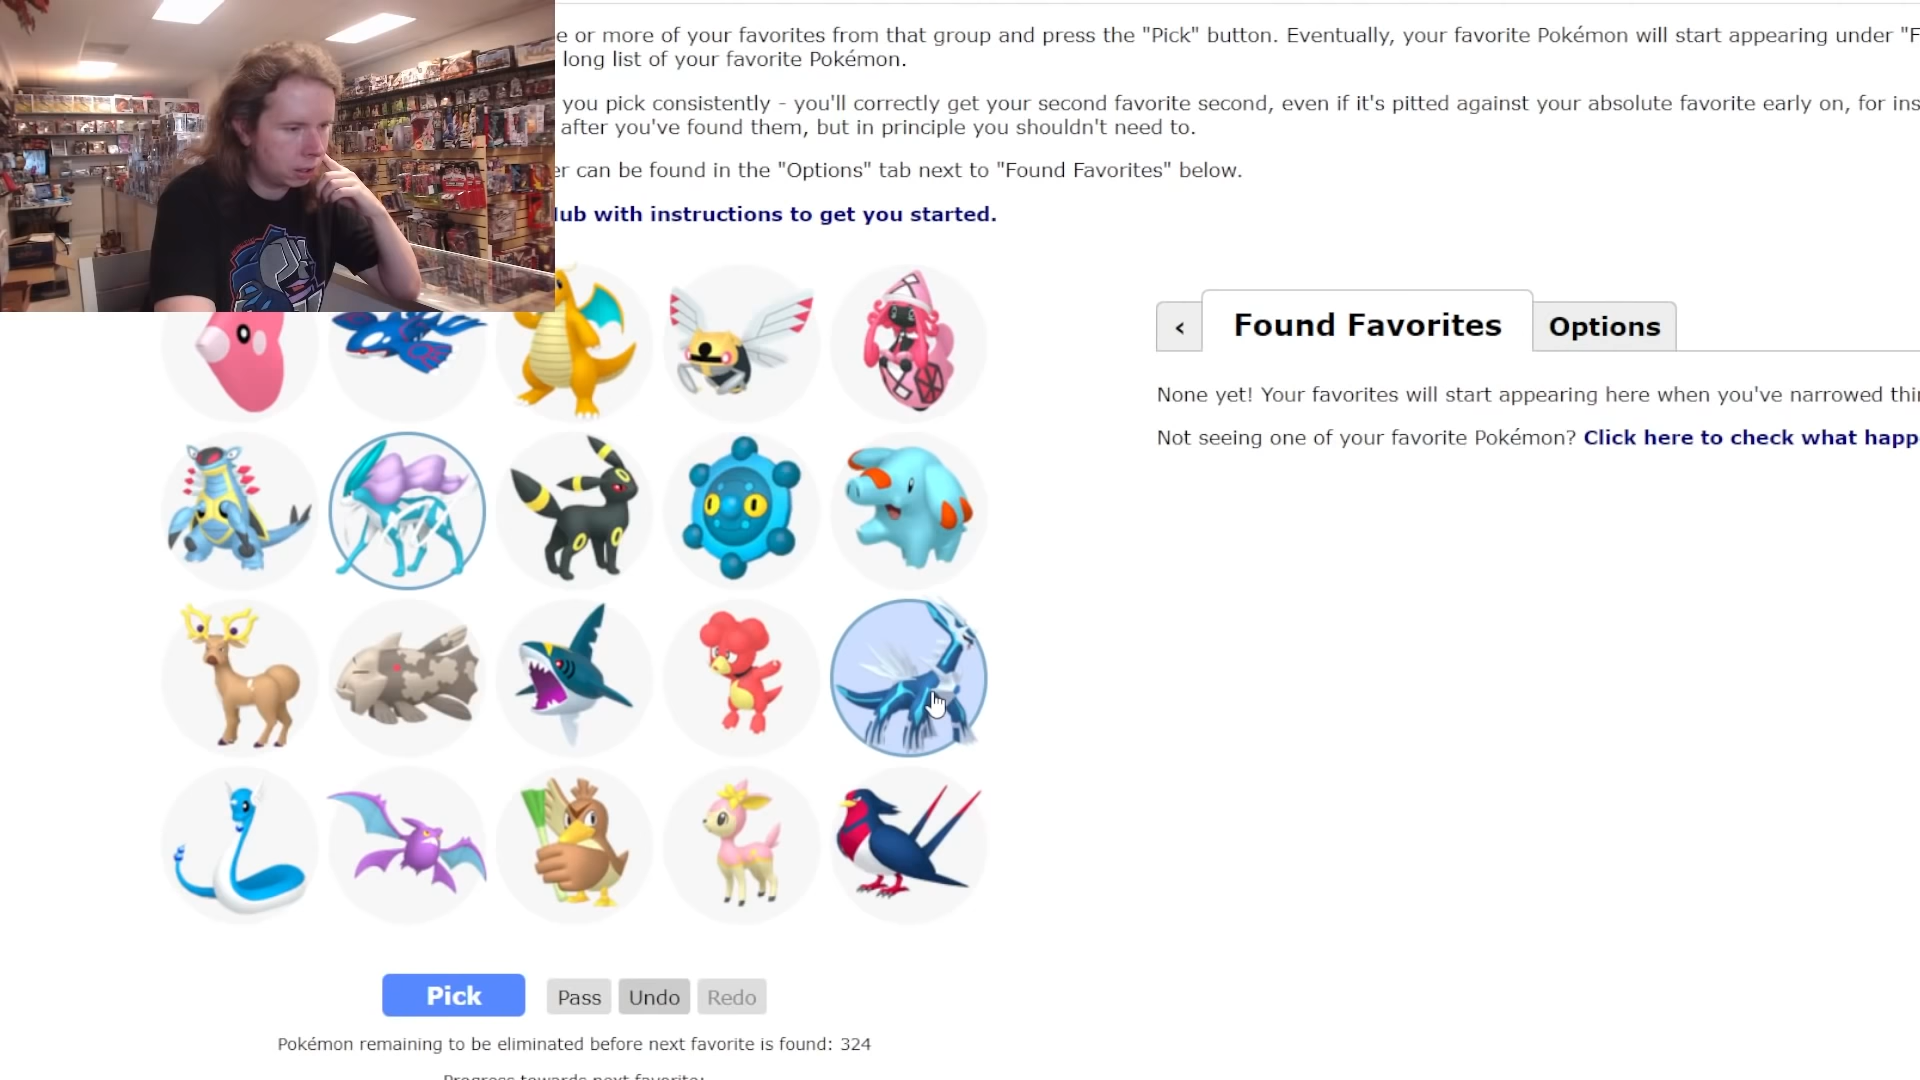 e or more of your favorites from that group and press the "Pick" button. Eventually, your favorite Pokémon will start appearing under "F
long list of your favorite Pokémon.
you pick consistently - you'll correctly get your second favorite second, even if it's pitted against your absolute favorite early on, for ins
after you've found them, but in principle you shouldn't need to.
er can be found in the "Options" tab next to "Found Favorites" below.
lub with instructions to get you started.
‹ Found Favorites Options
None yet! Your favorites will start appearing here when you've narrowed thi
Not seeing one of your favorite Pokémon? Click here to check what happ
Pick Pass Undo Redo
Pokémon remaining to be eliminated before next favorite is found: 324
Progress towards next favorite: